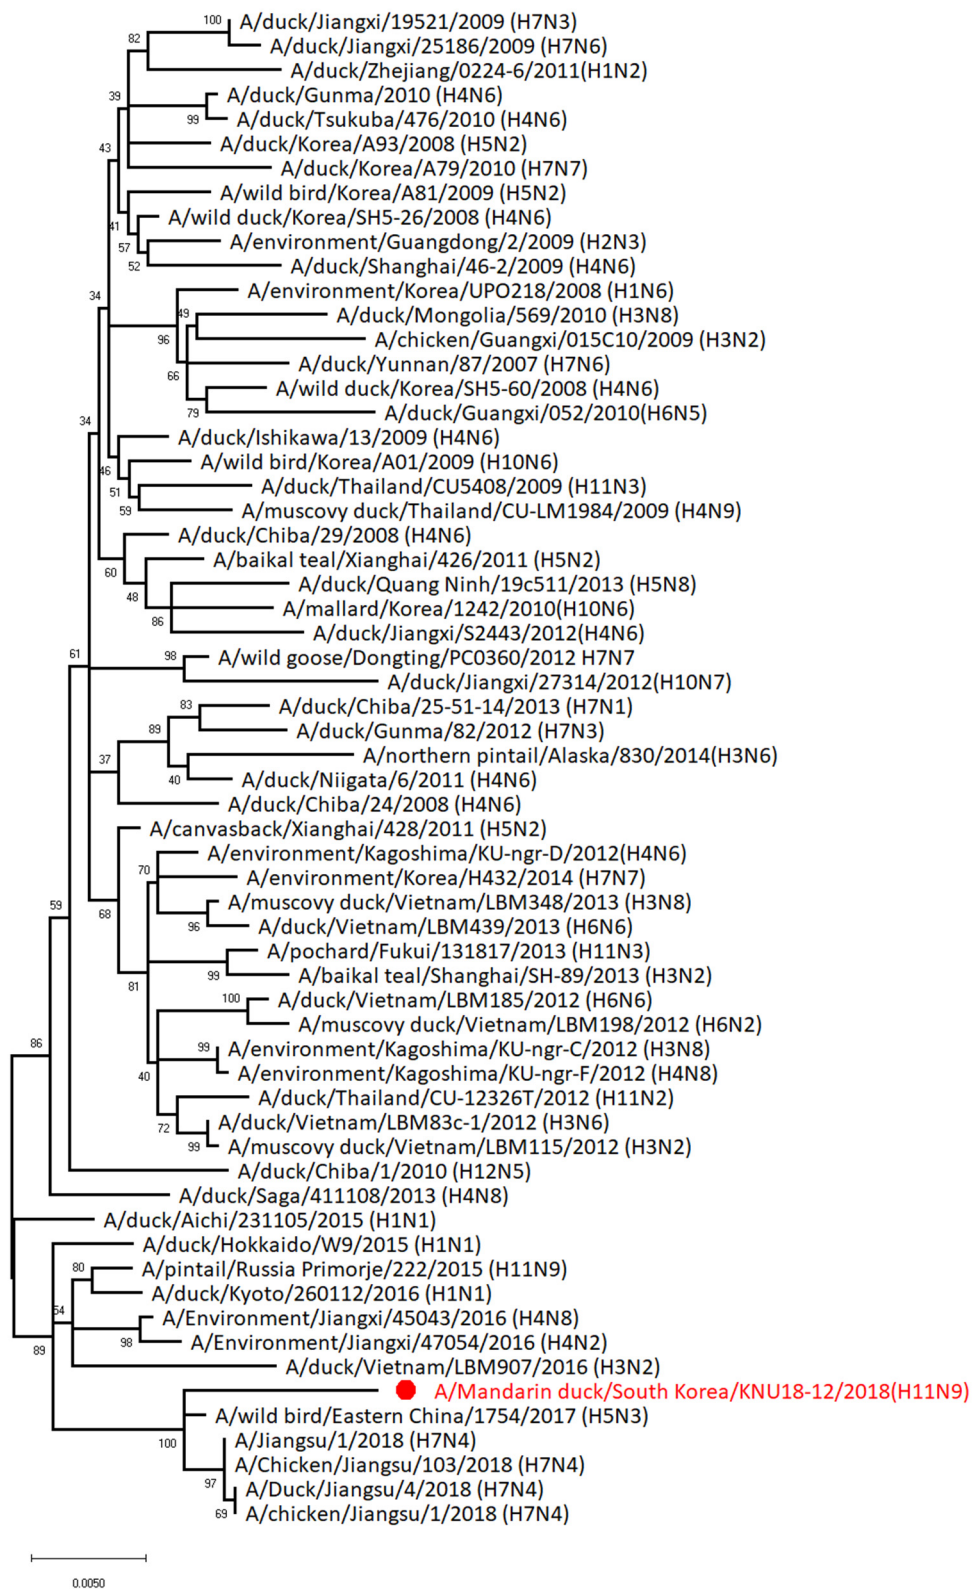 100
A/duck/Jiangxi/19521/2009 (H7N3)
82
A/duck/Jiangxi/25186/2009 (H7N6)
A/duck/Zhejiang/0224-6/2011(H1N2)
39
A/duck/Gunma/2010 (H4N6)
99
A/duck/Tsukuba/476/2010 (H4N6)
43
A/duck/Korea/A93/2008 (H5N2)
A/duck/Korea/A79/2010 (H7N7)
A/wild bird/Korea/A81/2009 (H5N2)
41
A/wild duck/Korea/SH5-26/2008 (H4N6)
57
A/environment/Guangdong/2/2009 (H2N3)
52
A/duck/Shanghai/46-2/2009 (H4N6)
34
A/environment/Korea/UPO218/2008 (H1N6)
49
A/duck/Mongolia/569/2010 (H3N8)
96
A/chicken/Guangxi/015C10/2009 (H3N2)
66
A/duck/Yunnan/87/2007 (H7N6)
A/wild duck/Korea/SH5-60/2008 (H4N6)
79
A/duck/Guangxi/052/2010(H6N5)
34
A/duck/Ishikawa/13/2009 (H4N6)
46
A/wild bird/Korea/A01/2009 (H10N6)
51
A/duck/Thailand/CU5408/2009 (H11N3)
59
A/muscovy duck/Thailand/CU-LM1984/2009 (H4N9)
A/duck/Chiba/29/2008 (H4N6)
60
A/baikal teal/Xianghai/426/2011 (H5N2)
48
A/duck/Quang Ninh/19c511/2013 (H5N8)
86
A/mallard/Korea/1242/2010(H10N6)
A/duck/Jiangxi/S2443/2012(H4N6)
61
98
A/wild goose/Dongting/PC0360/2012 H7N7
A/duck/Jiangxi/27314/2012(H10N7)
83
A/duck/Chiba/25-51-14/2013 (H7N1)
89
A/duck/Gunma/82/2012 (H7N3)
37
A/northern pintail/Alaska/830/2014(H3N6)
40
A/duck/Niigata/6/2011 (H4N6)
A/duck/Chiba/24/2008 (H4N6)
A/canvasback/Xianghai/428/2011 (H5N2)
A/environment/Kagoshima/KU-ngr-D/2012(H4N6)
70
A/environment/Korea/H432/2014 (H7N7)
59
68
A/muscovy duck/Vietnam/LBM348/2013 (H3N8)
96
A/duck/Vietnam/LBM439/2013 (H6N6)
A/pochard/Fukui/131817/2013 (H11N3)
99
A/baikal teal/Shanghai/SH-89/2013 (H3N2)
81
100
A/duck/Vietnam/LBM185/2012 (H6N6)
A/muscovy duck/Vietnam/LBM198/2012 (H6N2)
86
99
A/environment/Kagoshima/KU-ngr-C/2012 (H3N8)
40
A/environment/Kagoshima/KU-ngr-F/2012 (H4N8)
A/duck/Thailand/CU-12326T/2012 (H11N2)
72
A/duck/Vietnam/LBM83c-1/2012 (H3N6)
99
A/muscovy duck/Vietnam/LBM115/2012 (H3N2)
A/duck/Chiba/1/2010 (H12N5)
A/duck/Saga/411108/2013 (H4N8)
A/duck/Aichi/231105/2015 (H1N1)
A/duck/Hokkaido/W9/2015 (H1N1)
80
A/pintail/Russia Primorje/222/2015 (H11N9)
A/duck/Kyoto/260112/2016 (H1N1)
54
A/Environment/Jiangxi/45043/2016 (H4N8)
98
A/Environment/Jiangxi/47054/2016 (H4N2)
89
A/duck/Vietnam/LBM907/2016 (H3N2)
A/Mandarin duck/South Korea/KNU18-12/2018(H11N9)
A/wild bird/Eastern China/1754/2017 (H5N3)
100
A/Jiangsu/1/2018 (H7N4)
A/Chicken/Jiangsu/103/2018 (H7N4)
97
A/Duck/Jiangsu/4/2018 (H7N4)
69
A/chicken/Jiangsu/1/2018 (H7N4)
0.0050